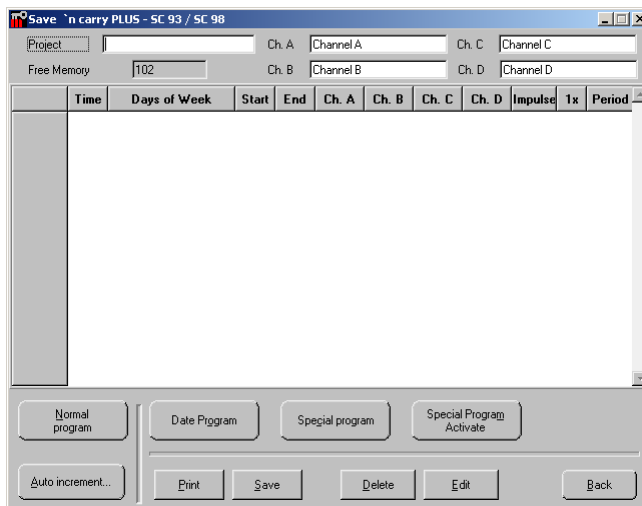 Save `n carry PLUS - SC 93 / SC 98
Project Ch. A Channel A Ch. C Channel C
Free Memory 102 Ch. B Channel B Ch. D Channel D
Time Days of Week Start End Ch. A Ch. B Ch. C Ch. D Impulse 1x Period
Normal program
Date Program
Special program
Special Program Activate
Auto increment...
Print
Save
Delete
Edit
Back